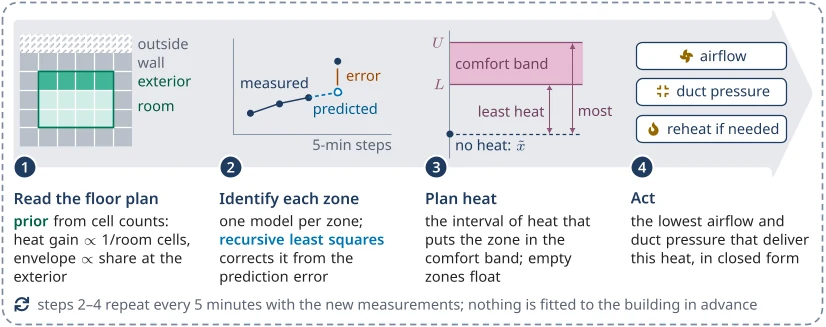 outside
wall
exterior
room
measured
error
predicted
5-min steps
U
L
comfort band
least heat
most
no heat: x̃
airflow
duct pressure
reheat if needed
1
Read the floor plan
prior from cell counts:
heat gain ∝ 1/room cells,
envelope ∝ share at the
exterior
2
Identify each zone
one model per zone;
recursive least squares
corrects it from the
prediction error
3
Plan heat
the interval of heat that
puts the zone in the
comfort band; empty
zones float
4
Act
the lowest airflow and
duct pressure that deliver
this heat, in closed form
steps 2–4 repeat every 5 minutes with the new measurements; nothing is fitted to the building in advance